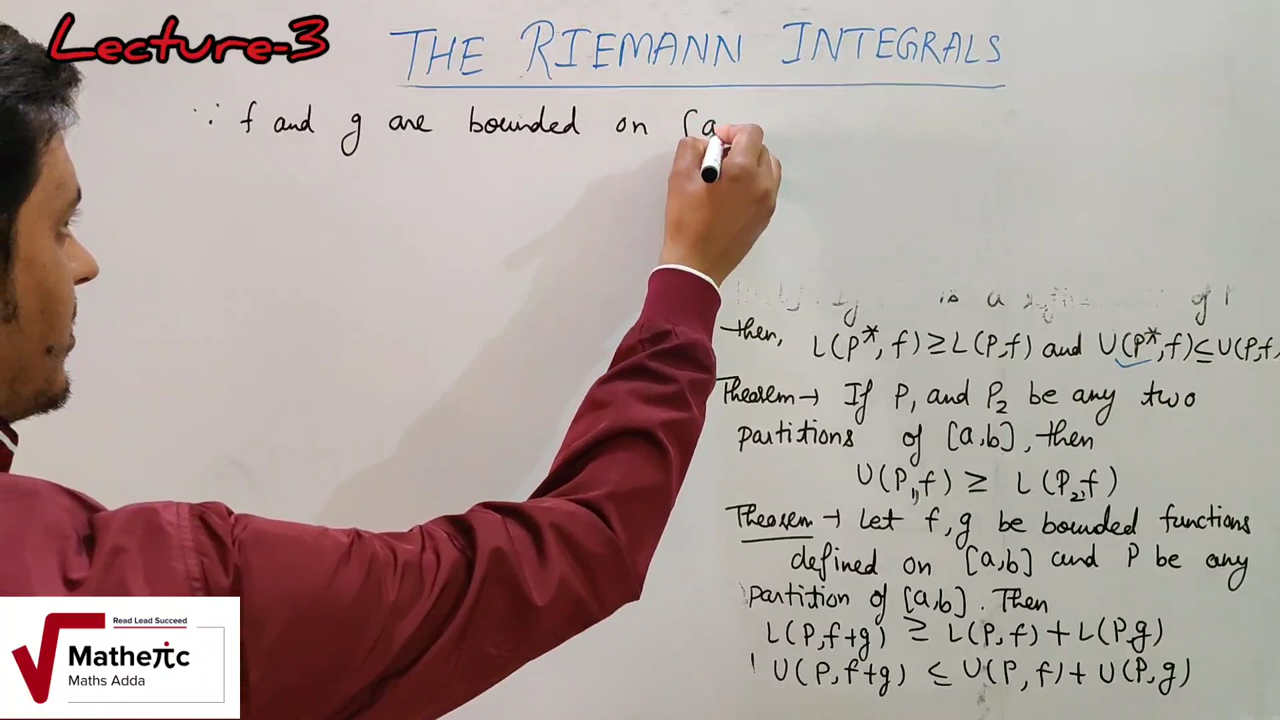 Lecture-3
THE RIEMANN INTEGRALS
∵ f and g are bounded on [a
is a
then, L(P*, f) ≥ L(P, f) and U(P*, f) ≤ U(P, f
Theorem → If P₁ and P₂ be any two
partitions of [a,b], then
U(P₁, f) ≥ L(P₂, f)
Theorem → Let f, g be bounded functions
defined on [a,b] and P be any
partition of [a,b]. Then
L(P, f+g) ≥ L(P, f) + L(P, g)
U(P, f+g) ≤ U(P, f) + U(P, g)
Read Lead Succeed
Matheπc
Maths Adda